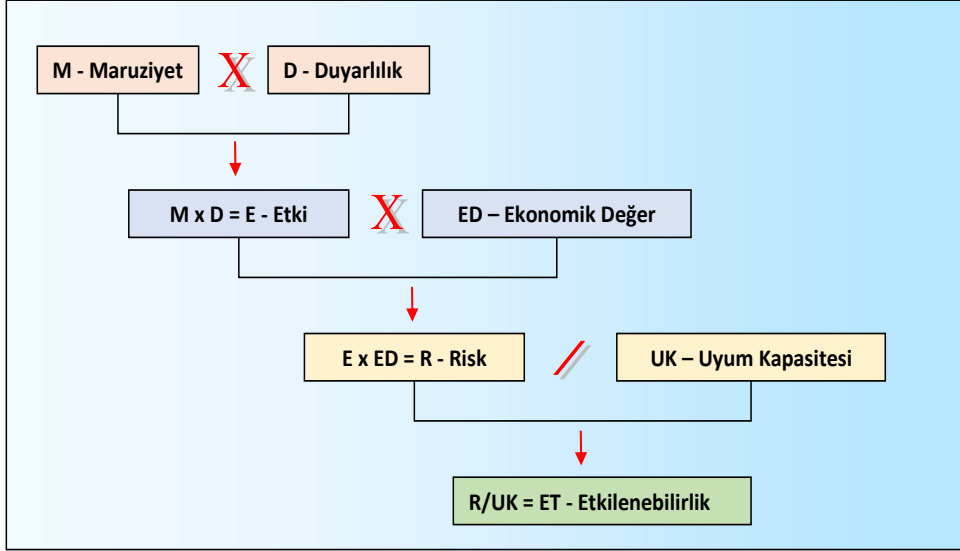 M - Maruziyet X D - Duyarlılık
M x D = E - Etki X ED – Ekonomik Değer
E x ED = R - Risk / UK – Uyum Kapasitesi
R/UK = ET - Etkilenebilirlik